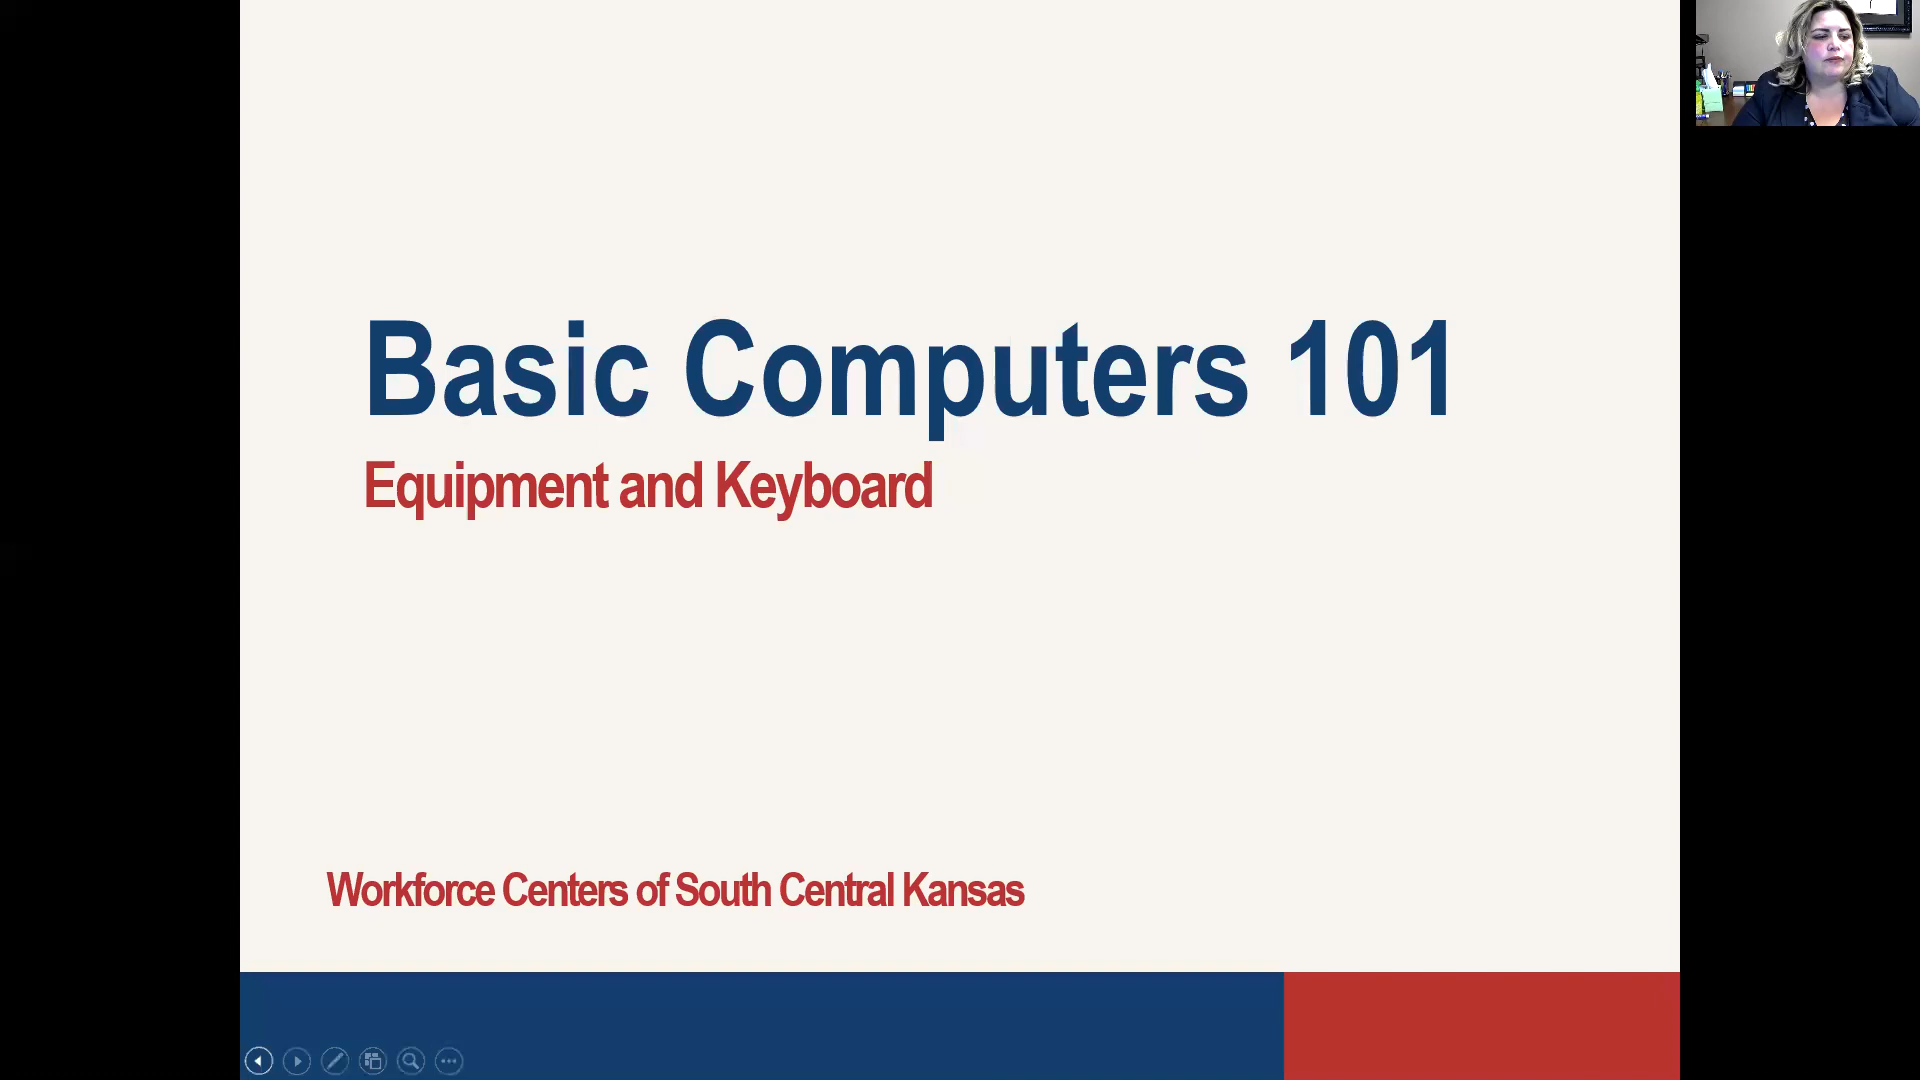 Basic Computers 101
Equipment and Keyboard
Workforce Centers of South Central Kansas